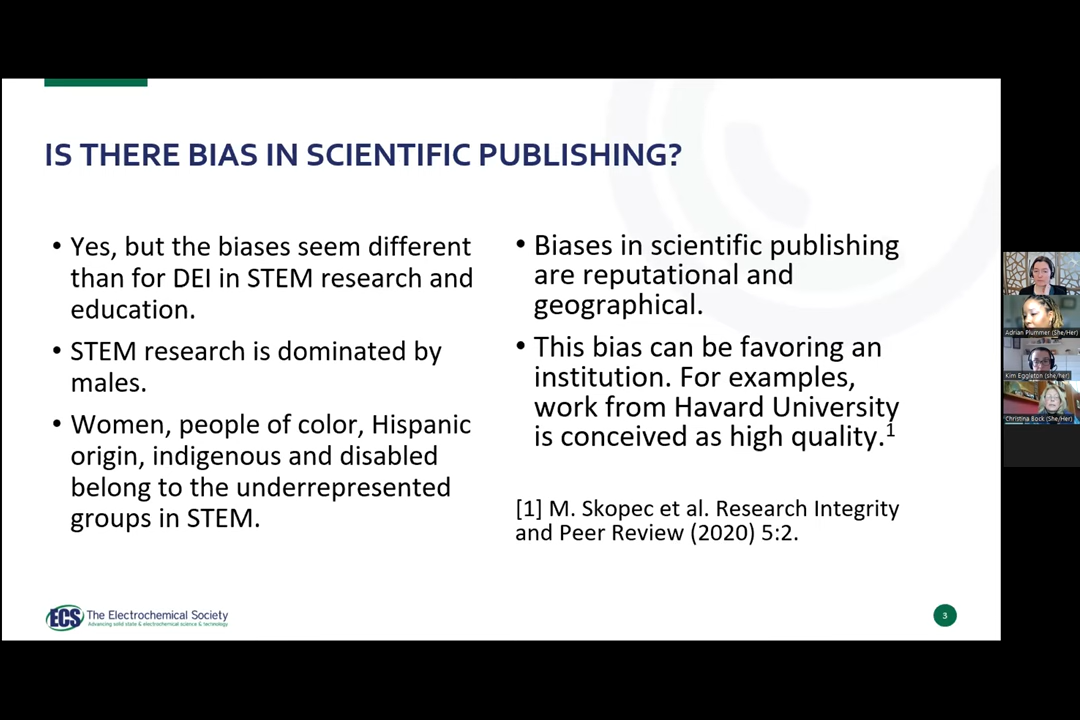 IS THERE BIAS IN SCIENTIFIC PUBLISHING?
• Yes, but the biases seem different
than for DEI in STEM research and
education.
• STEM research is dominated by
males.
• Women, people of color, Hispanic
origin, indigenous and disabled
belong to the underrepresented
groups in STEM.
• Biases in scientific publishing
are reputational and
geographical.
• This bias can be favoring an
institution. For examples,
work from Havard University
is conceived as high quality.1
[1] M. Skopec et al. Research Integrity
and Peer Review (2020) 5:2.
ECS The Electrochemical Society
Advancing solid state & electrochemical science & technology
3
Adrian Plummer (She/Her)
Kim Eggleton (she/her)
Christina Bock (She/Her)